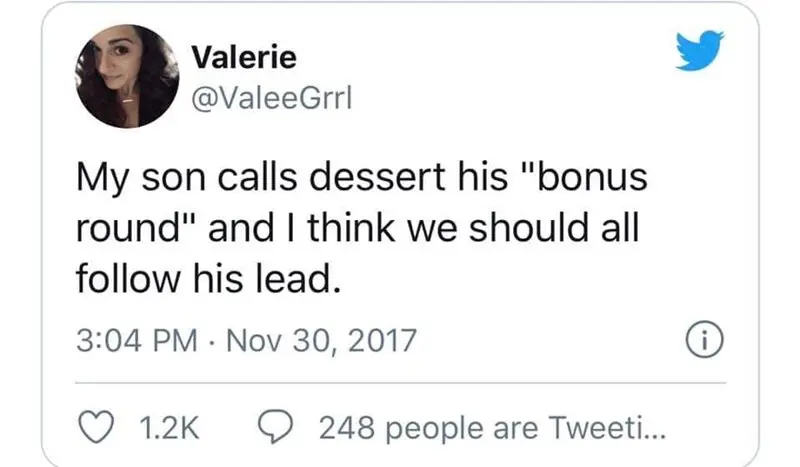 Valerie
@ValeeGrrl
My son calls dessert his "bonus
round" and I think we should all
follow his lead.
3:04 PM · Nov 30, 2017
1.2K 248 people are Tweeti...